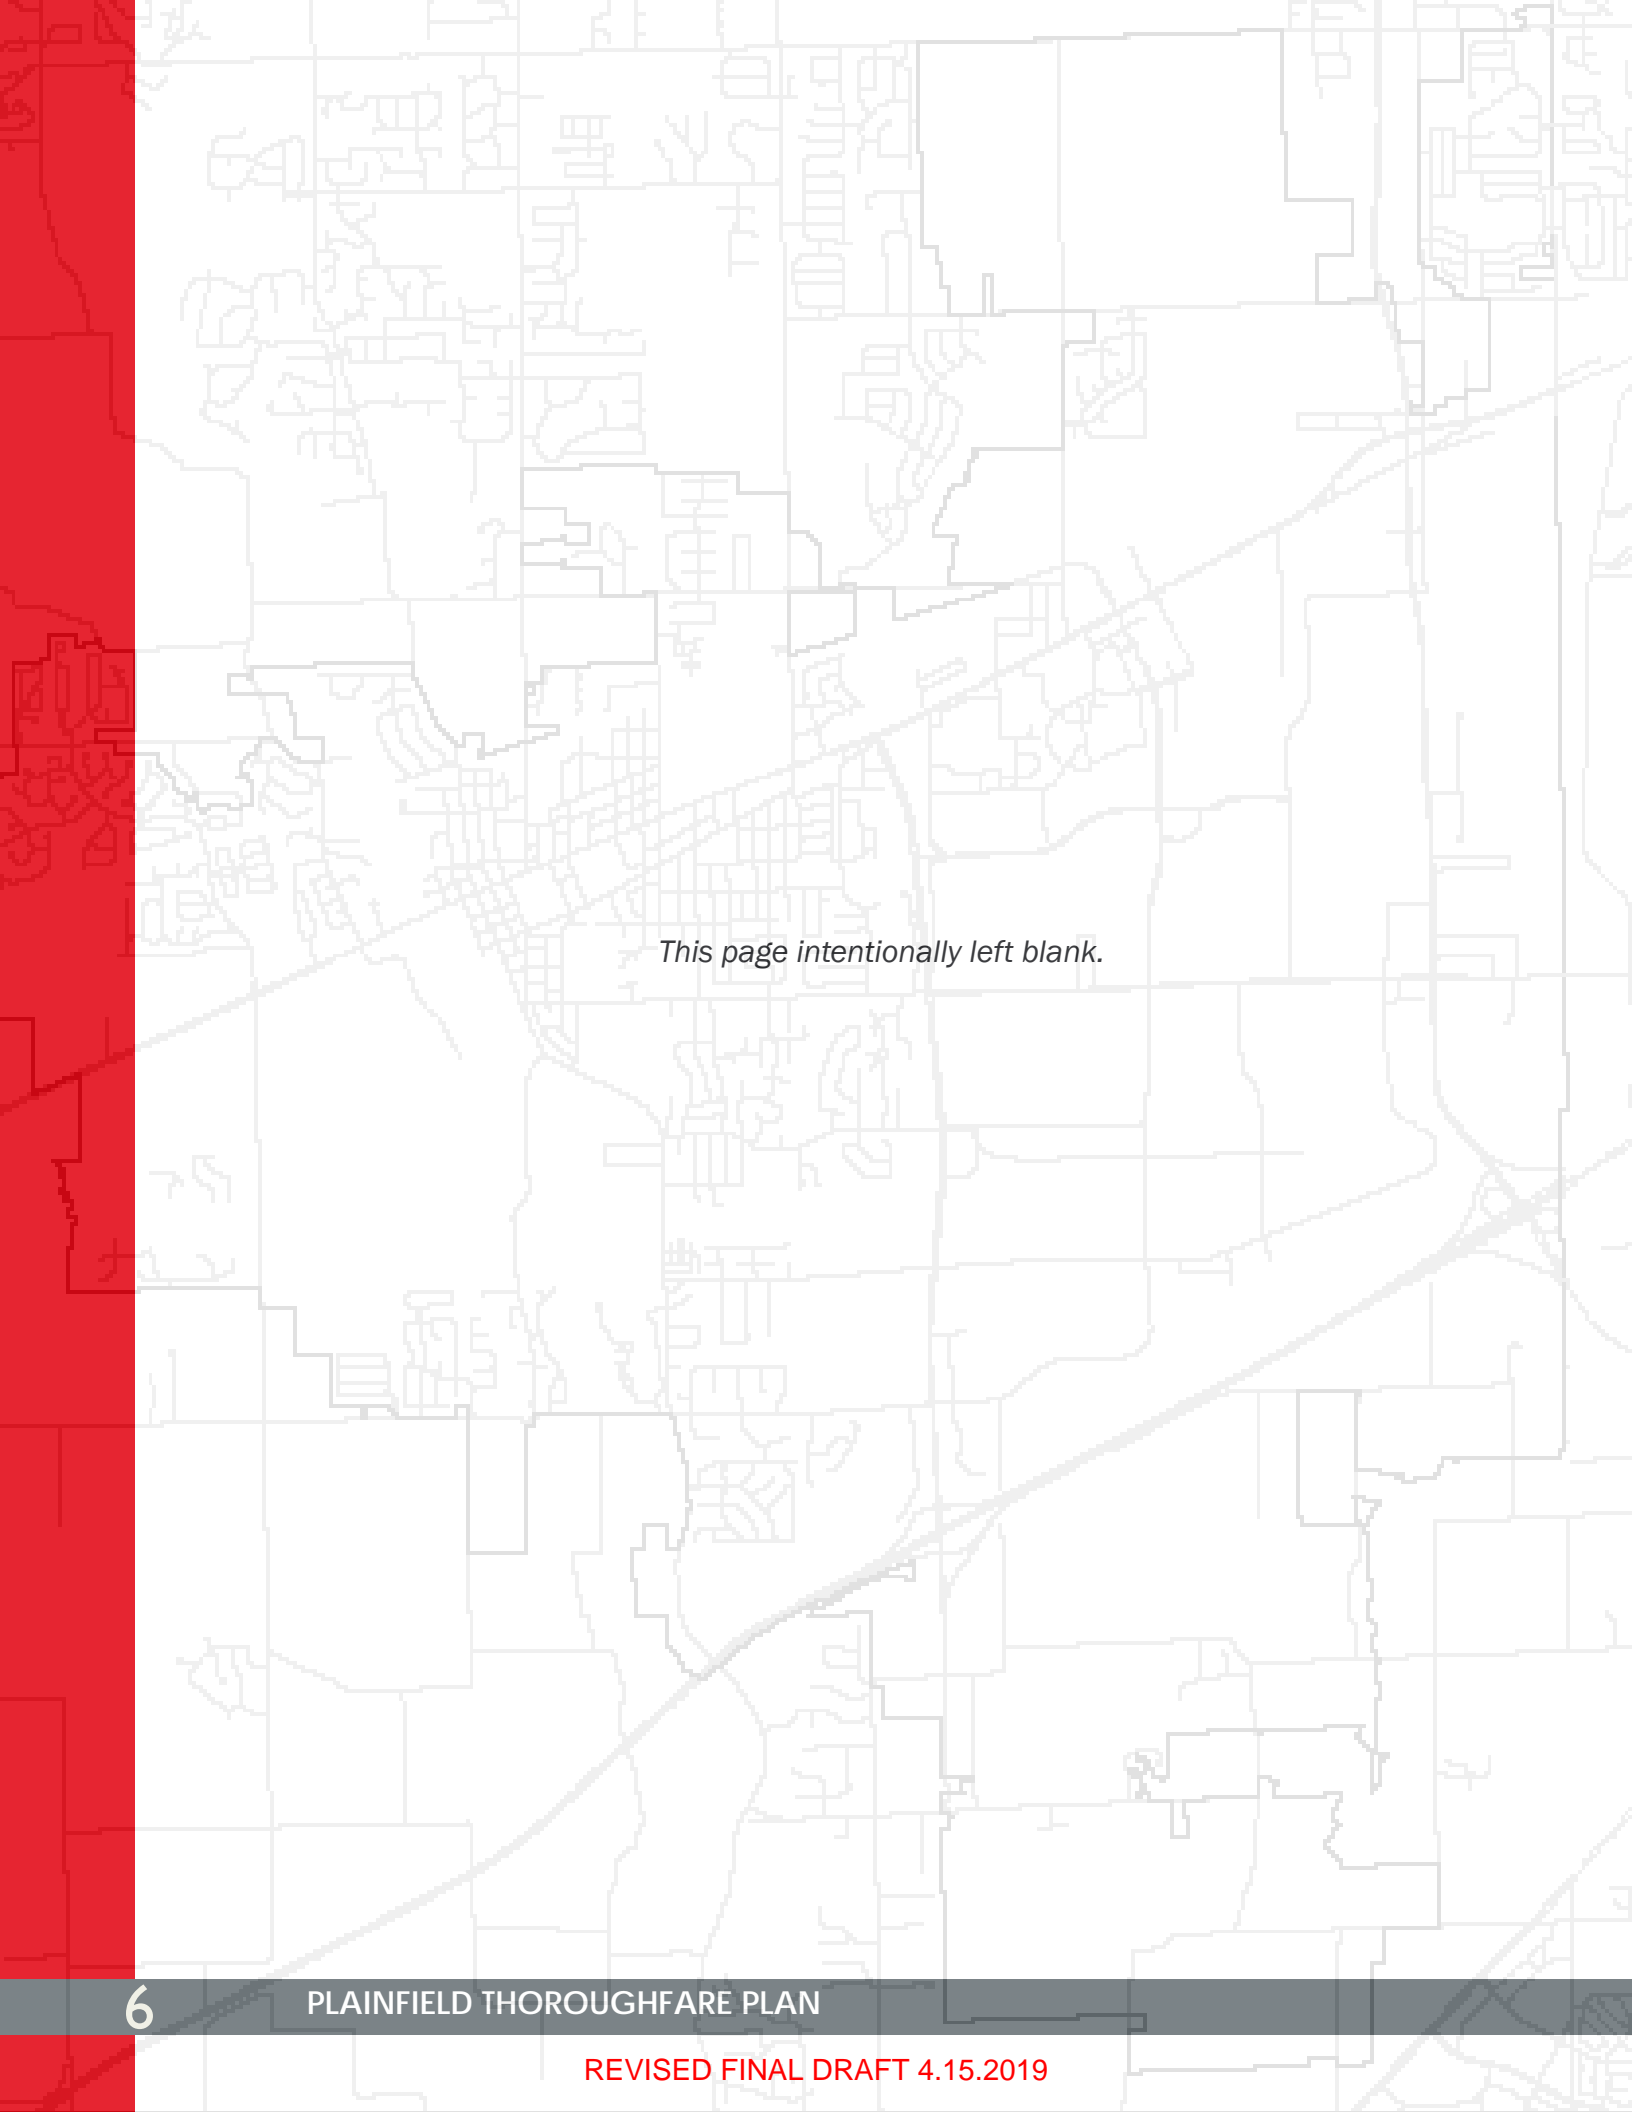 This page intentionally left blank.
6 PLAINFIELD THOROUGHFARE PLAN
REVISED FINAL DRAFT 4.15.2019